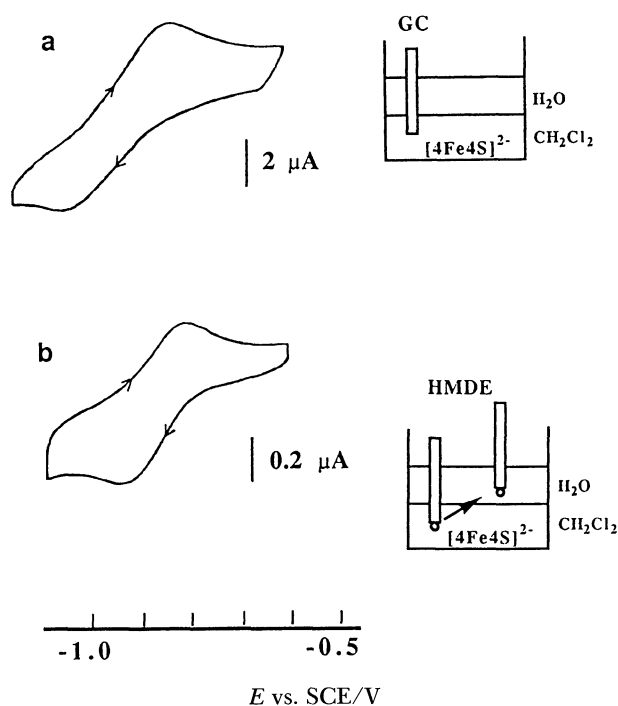 a
GC
H₂O
CH₂Cl₂
[4Fe4S]²⁻
2 μA
b
HMDE
H₂O
CH₂Cl₂
[4Fe4S]²⁻
0.2 μA
-1.0
-0.5
E vs. SCE/V